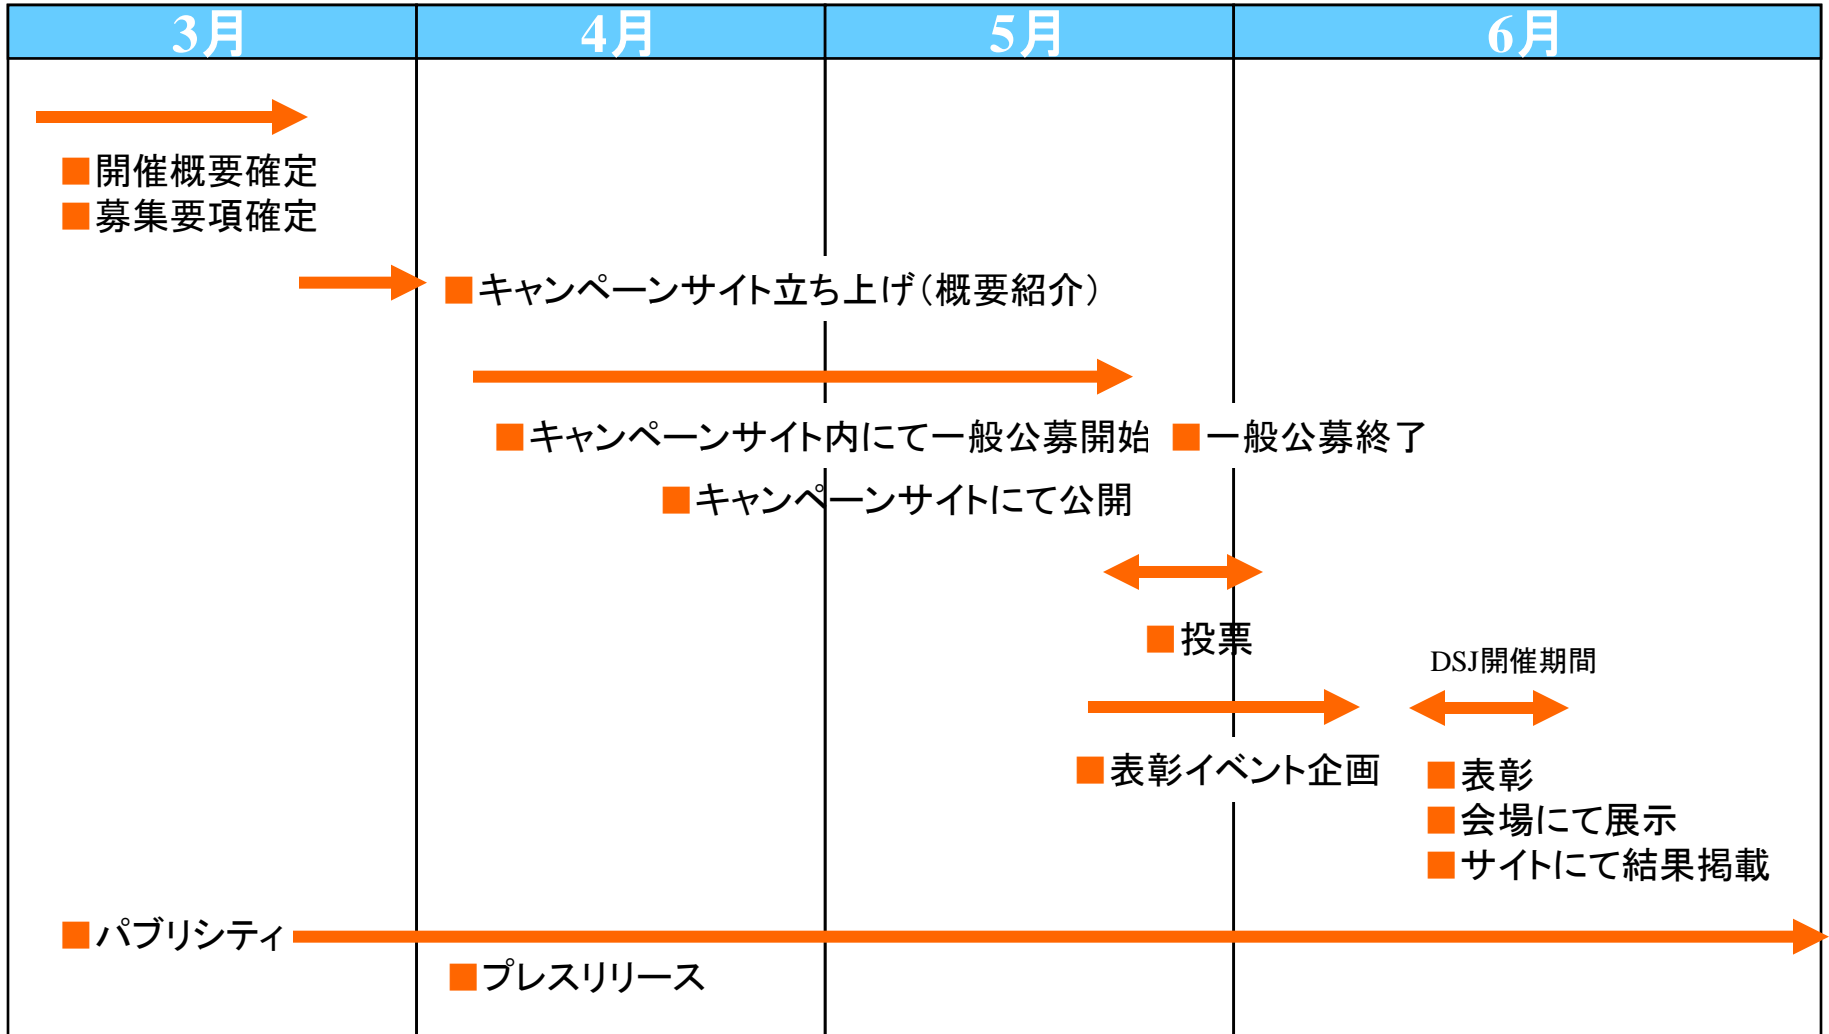 3月 4月 5月 6月
■開催概要確定
■募集要項確定
■キャンペーンサイト立ち上げ（概要紹介）
■キャンペーンサイト内にて一般公募開始 ■一般公募終了
■キャンペーンサイトにて公開
■投票
DSJ開催期間
■表彰イベント企画
■表彰
■会場にて展示
■サイトにて結果掲載
■パブリシティ
■プレスリリース